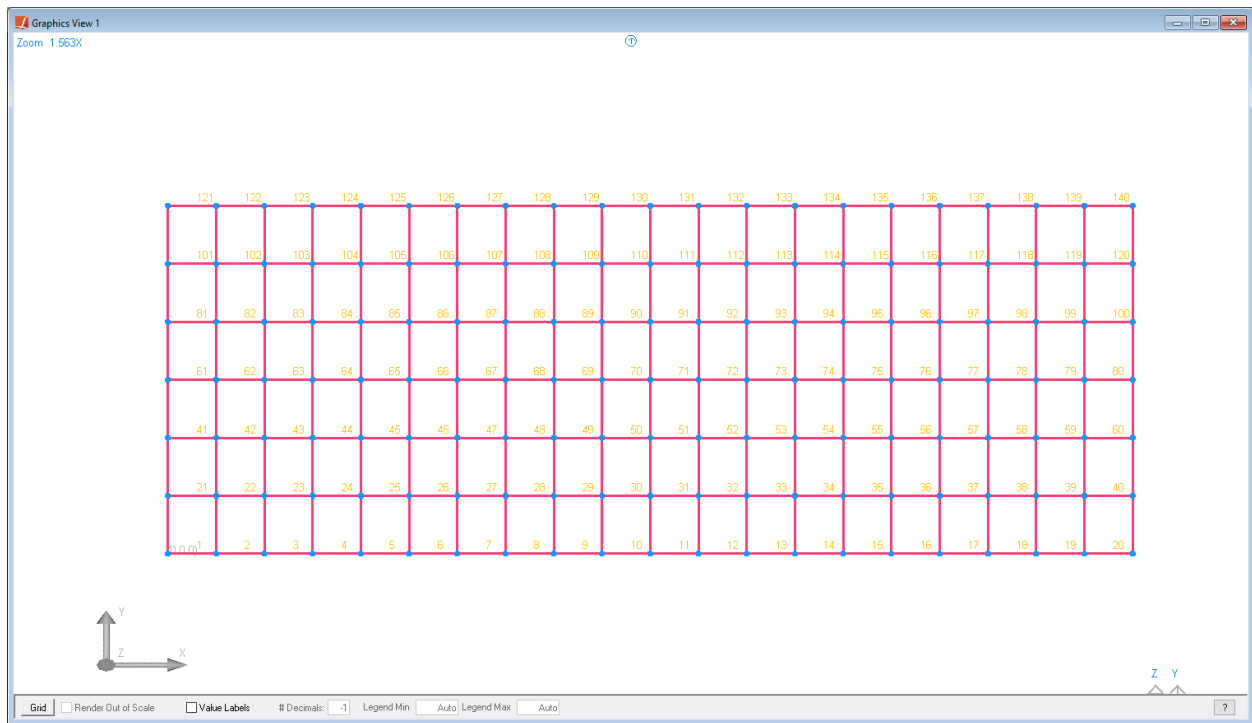 Graphics View 1
Zoom 1.563X
121 122 123 124 125 126 127 128 129 130 131 132 133 134 135 136 137 138 139 140
101 102 103 104 105 106 107 108 109 110 111 112 113 114 115 116 117 118 119 120
81 82 83 84 85 86 87 88 89 90 91 92 93 94 95 96 97 98 99 100
61 62 63 64 65 66 67 68 69 70 71 72 73 74 75 76 77 78 79 80
41 42 43 44 45 46 47 48 49 50 51 52 53 54 55 56 57 58 59 60
21 22 23 24 25 26 27 28 29 30 31 32 33 34 35 36 37 38 39 40
1 2 3 4 5 6 7 8 9 10 11 12 13 14 15 16 17 18 19 20
Y
Z X
Z Y
Grid Render Out of Scale Value Labels # Decimals: -1 Legend Min Auto Legend Max Auto ?